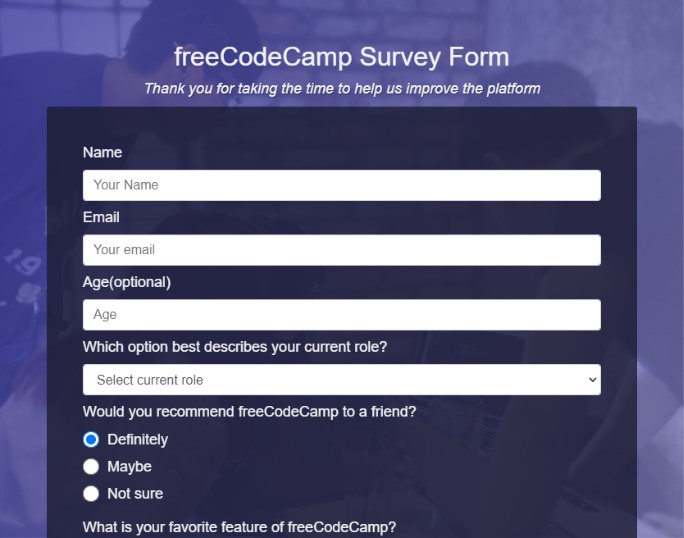 freeCodeCamp Survey Form
Thank you for taking the time to help us improve the platform
Name
Your Name
Email
Your email
Age(optional)
Age
Which option best describes your current role?
Select current role
Would you recommend freeCodeCamp to a friend?
Definitely
Maybe
Not sure
What is your favorite feature of freeCodeCamp?
19